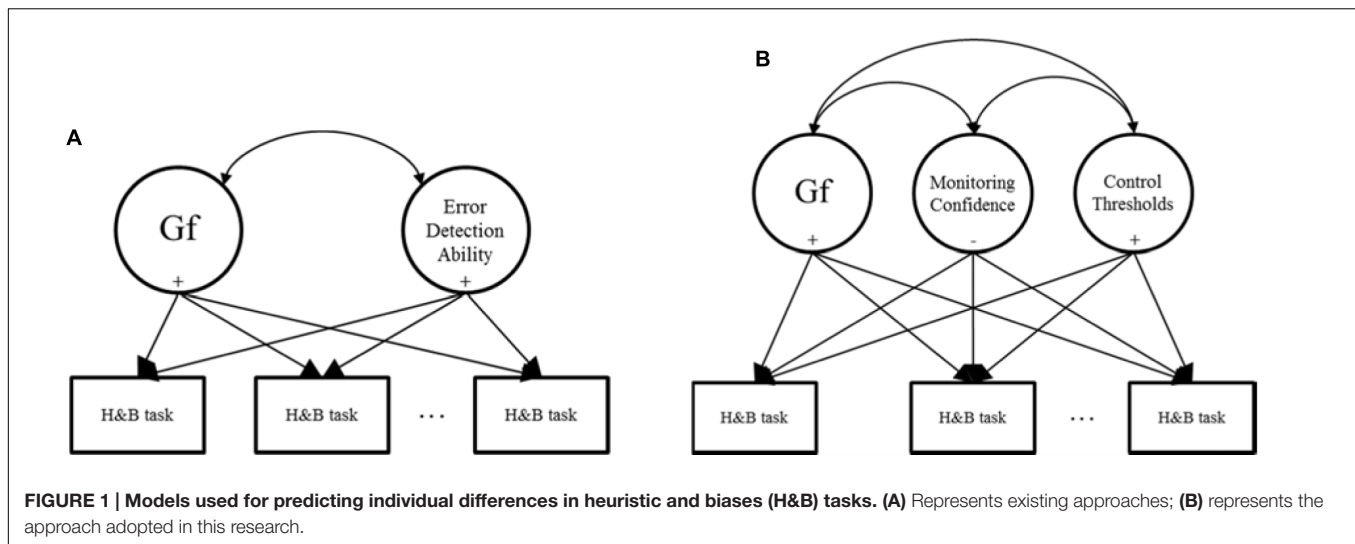 A
Gf
+
Error
Detection
Ability
+
H&B task
H&B task
...
H&B task
B
Gf
+
Monitoring
Confidence
-
Control
Thresholds
+
H&B task
H&B task
...
H&B task
FIGURE 1 | Models used for predicting individual differences in heuristic and biases (H&B) tasks. (A) Represents existing approaches; (B) represents the
approach adopted in this research.